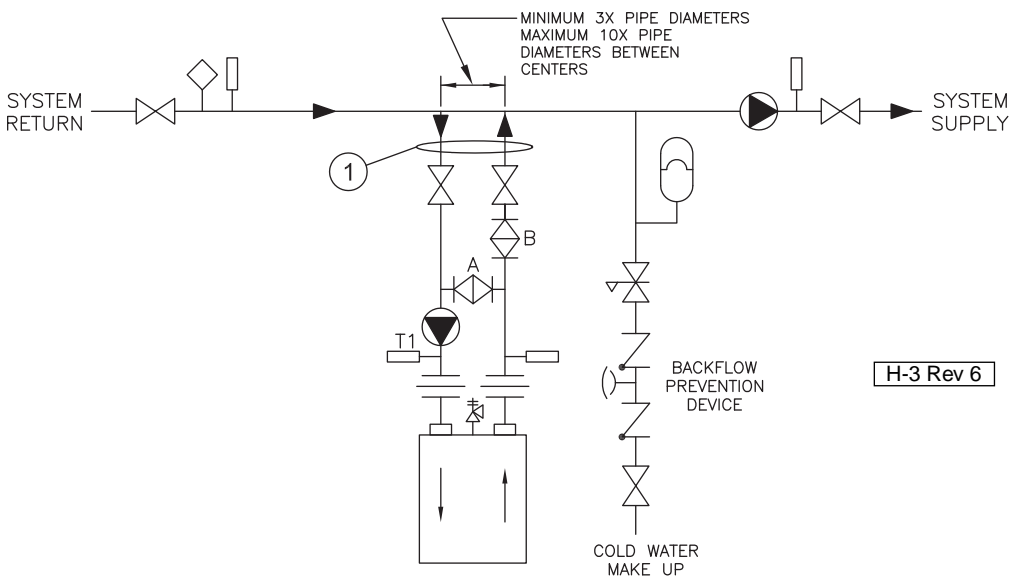 MINIMUM 3X PIPE DIAMETERS
MAXIMUM 10X PIPE
DIAMETERS BETWEEN
CENTERS
SYSTEM
RETURN
SYSTEM
SUPPLY
1
B
A
T1
BACKFLOW
PREVENTION
DEVICE
H-3 Rev 6
COLD WATER
MAKE UP